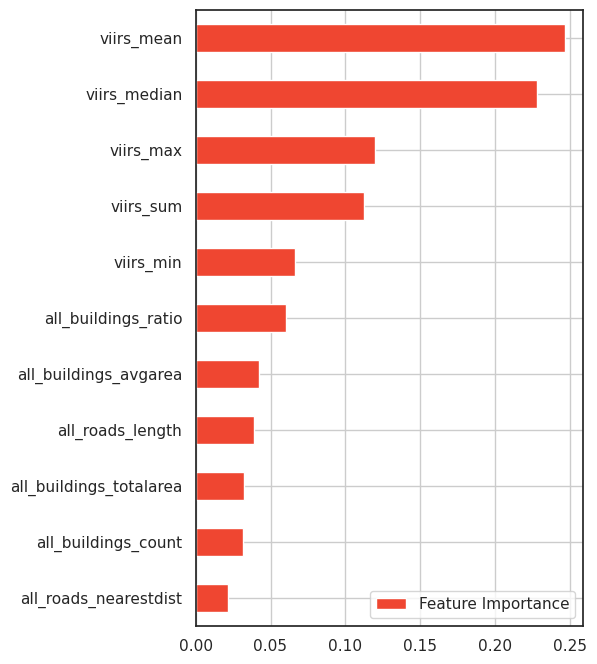 viirs_mean
viirs_median
viirs_max
viirs_sum
viirs_min
all_buildings_ratio
all_buildings_avgarea
all_roads_length
all_buildings_totalarea
all_buildings_count
all_roads_nearestdist
Feature Importance
0.00 0.05 0.10 0.15 0.20 0.25